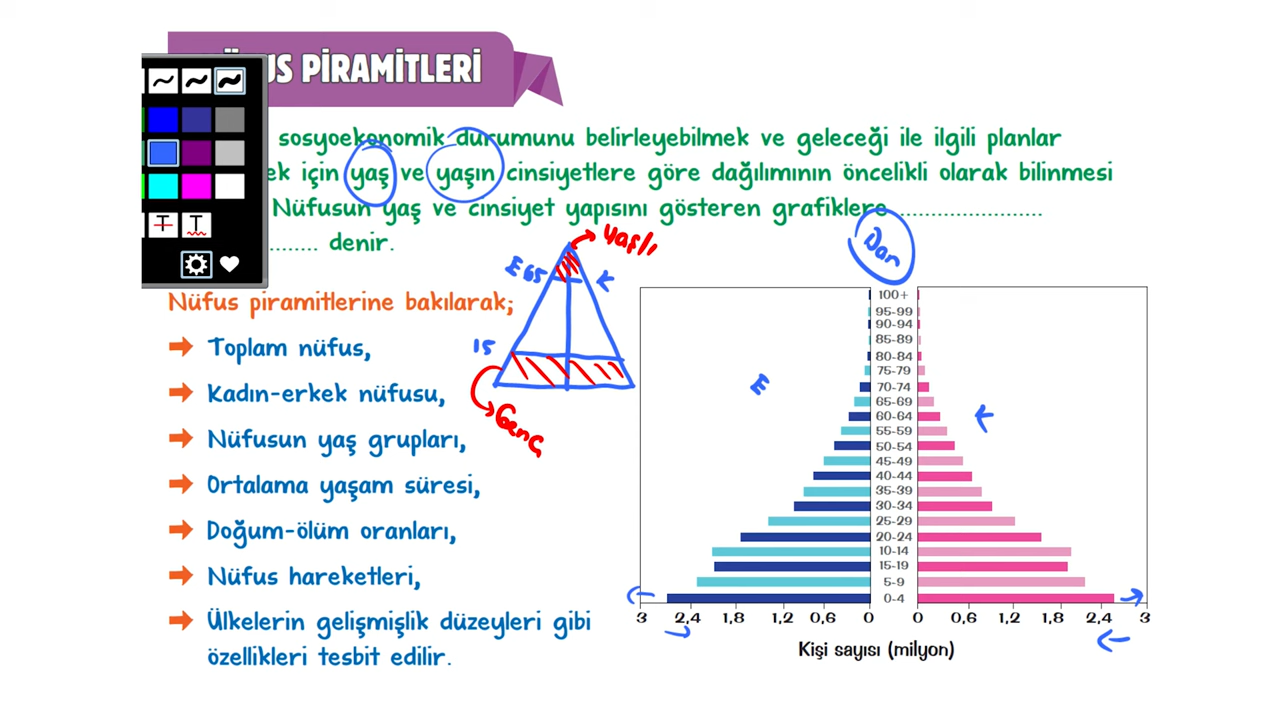 US PİRAMİTLERİ
sosyoekonomik durumunu belirleyebilmek ve geleceği ile ilgili planlar
ek için yaş ve yaşın cinsiyetlere göre dağılımının öncelikli olarak bilinmesi
Nüfusun yaş ve cinsiyet yapısını gösteren grafiklere ........................
......... denir.
Dar
Yaşlı
E 65 K
15
Genç
Nüfus piramitlerine bakılarak;
Toplam nüfus,
Kadın-erkek nüfusu,
Nüfusun yaş grupları,
Ortalama yaşam süresi,
Doğum-ölüm oranları,
Nüfus hareketleri,
Ülkelerin gelişmişlik düzeyleri gibi
özellikleri tesbit edilir.
100+
95-99
90-94
85-89
80-84
75-79
70-74
65-69
60-64
55-59
50-54
45-49
40-44
35-39
30-34
25-29
20-24
10-14
15-19
5-9
0-4
E
3 2,4 1,8 1,2 0,6 0 0 0,6 1,2 1,8 2,4 3
Kişi sayısı (milyon)